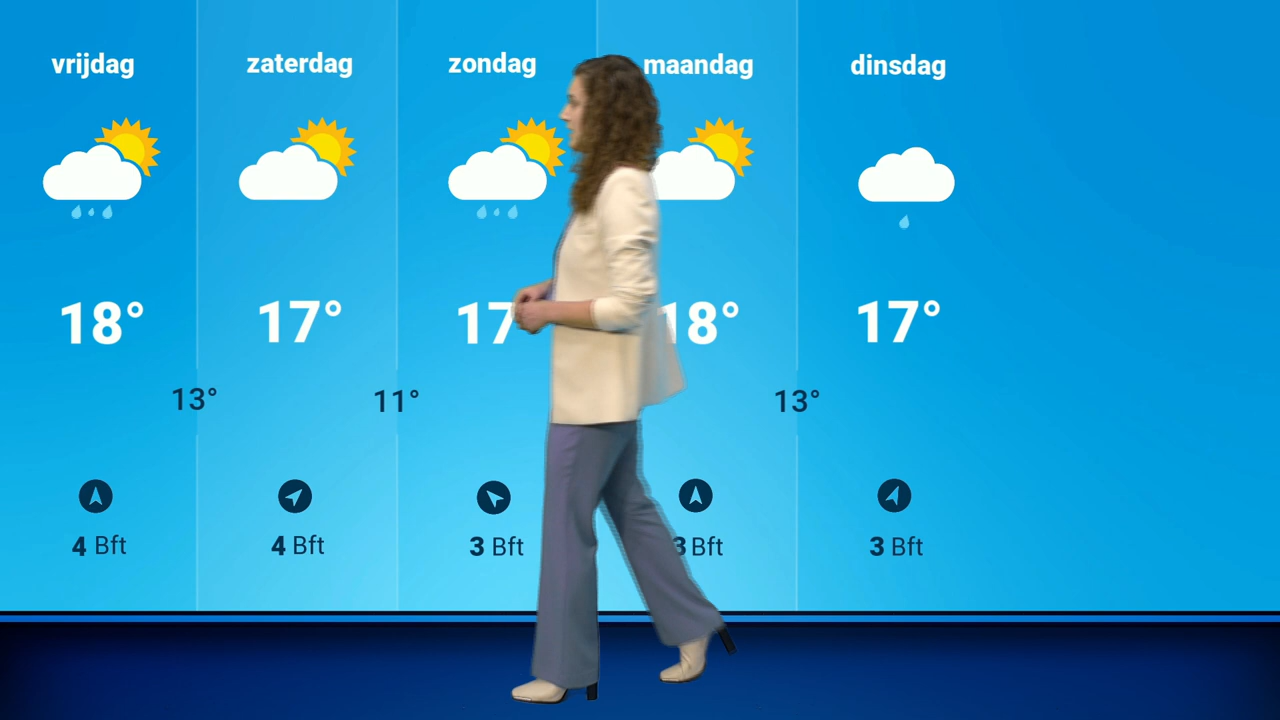 vrijdag zaterdag zondag maandag dinsdag
18° 17° 17 18° 17°
13° 11° 13°
4 Bft 4 Bft 3 Bft 3 Bft 3 Bft